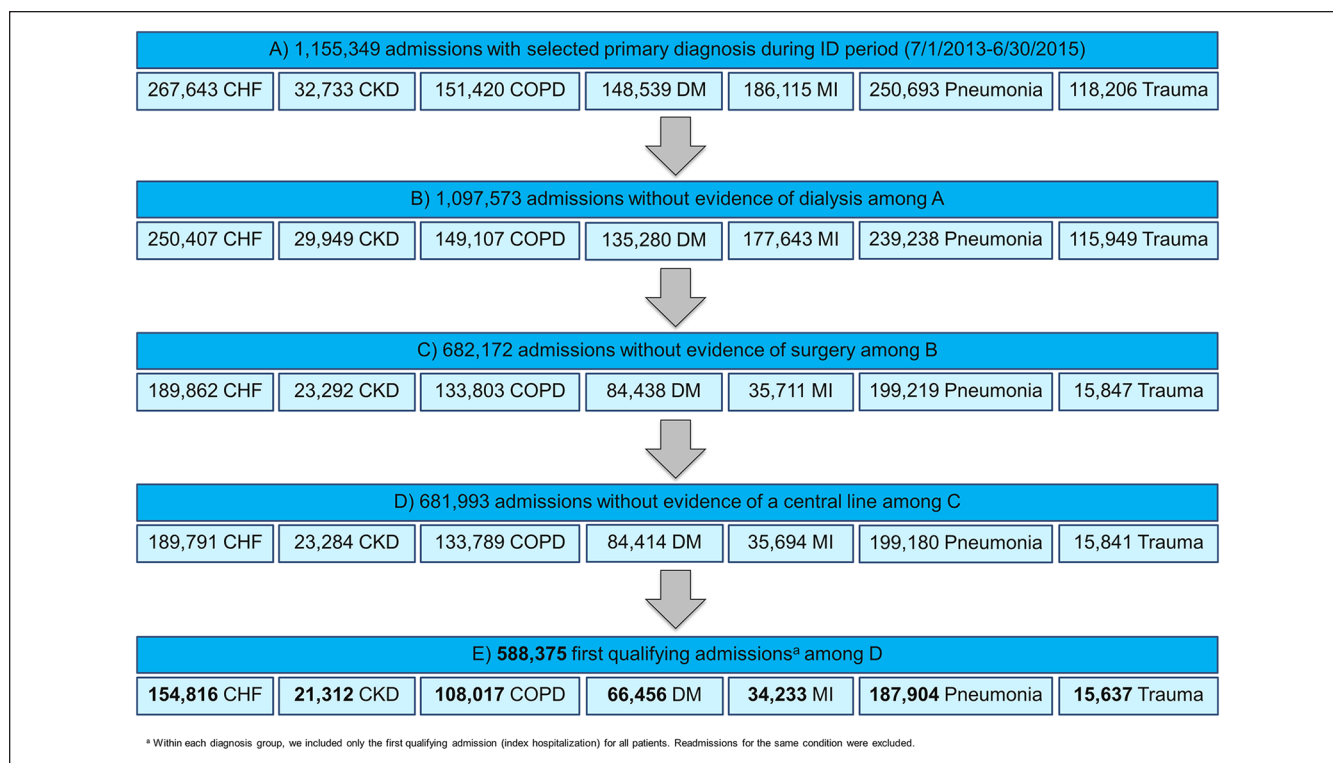 A) 1,155,349 admissions with selected primary diagnosis during ID period (7/1/2013-6/30/2015)
267,643 CHF 32,733 CKD 151,420 COPD 148,539 DM 186,115 MI 250,693 Pneumonia 118,206 Trauma
B) 1,097,573 admissions without evidence of dialysis among A
250,407 CHF 29,949 CKD 149,107 COPD 135,280 DM 177,643 MI 239,238 Pneumonia 115,949 Trauma
C) 682,172 admissions without evidence of surgery among B
189,862 CHF 23,292 CKD 133,803 COPD 84,438 DM 35,711 MI 199,219 Pneumonia 15,847 Trauma
D) 681,993 admissions without evidence of a central line among C
189,791 CHF 23,284 CKD 133,789 COPD 84,414 DM 35,694 MI 199,180 Pneumonia 15,841 Trauma
E) 588,375 first qualifying admissionsᵃ among D
154,816 CHF 21,312 CKD 108,017 COPD 66,456 DM 34,233 MI 187,904 Pneumonia 15,637 Trauma
ᵃ Within each diagnosis group, we included only the first qualifying admission (index hospitalization) for all patients. Readmissions for the same condition were excluded.